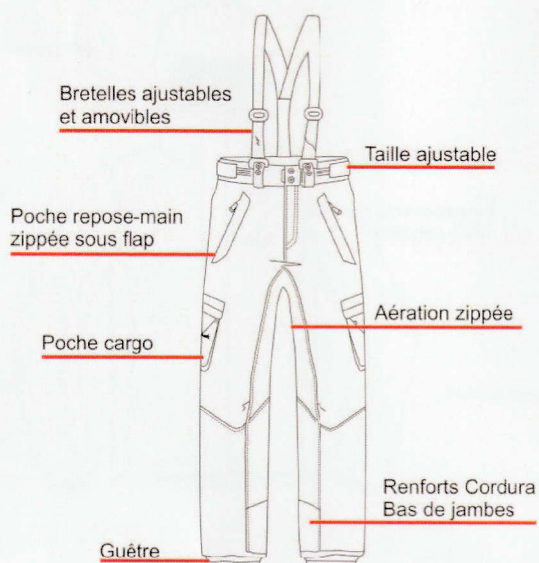 Bretelles ajustables
et amovibles
Taille ajustable
Poche repose-main
zippée sous flap
Aération zippée
Poche cargo
Renforts Cordura
Bas de jambes
Guêtre